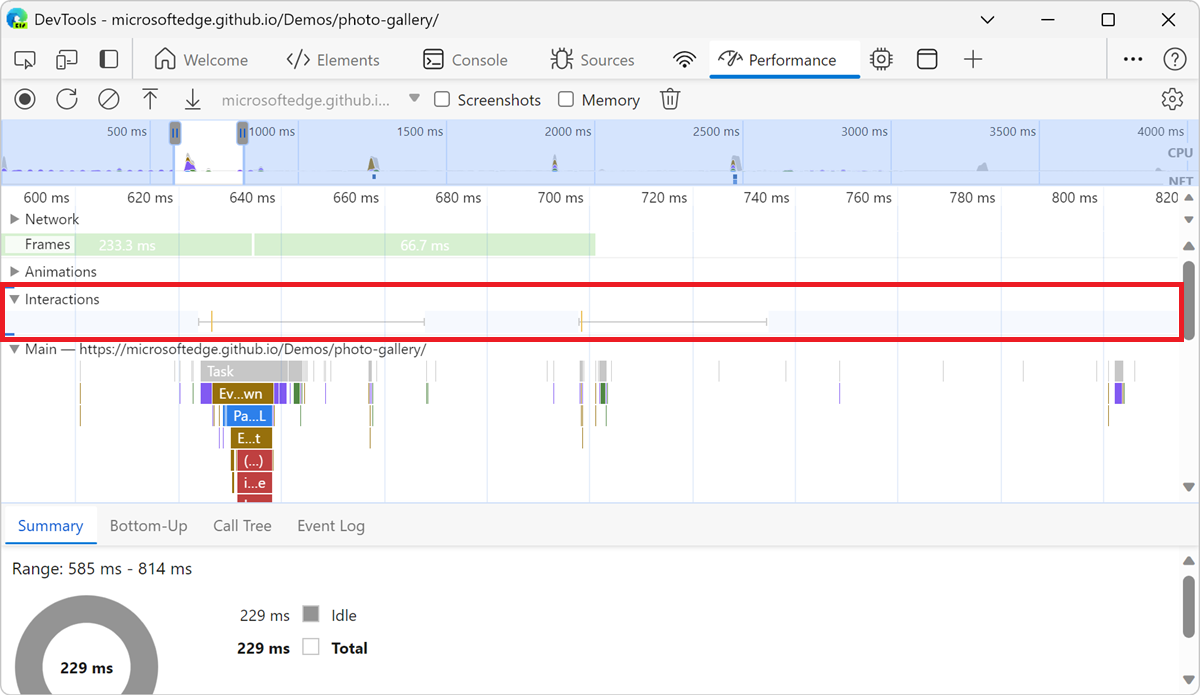 DevTools - microsoftedge.github.io/Demos/photo-gallery/
Welcome Elements Console Sources Performance
microsoftedge.github.i... Screenshots Memory
500 ms 1000 ms 1500 ms 2000 ms 2500 ms 3000 ms 3500 ms 4000 ms
CPU
NET
600 ms 620 ms 640 ms 660 ms 680 ms 700 ms 720 ms 740 ms 760 ms 780 ms 800 ms 820
Network
Frames 233.3 ms 66.7 ms
Animations
Interactions
Main — https://microsoftedge.github.io/Demos/photo-gallery/
Task
Ev...wn
Pa...L
E...t
(...)
i...e
Summary Bottom-Up Call Tree Event Log
Range: 585 ms - 814 ms
229 ms Idle
229 ms Total
229 ms